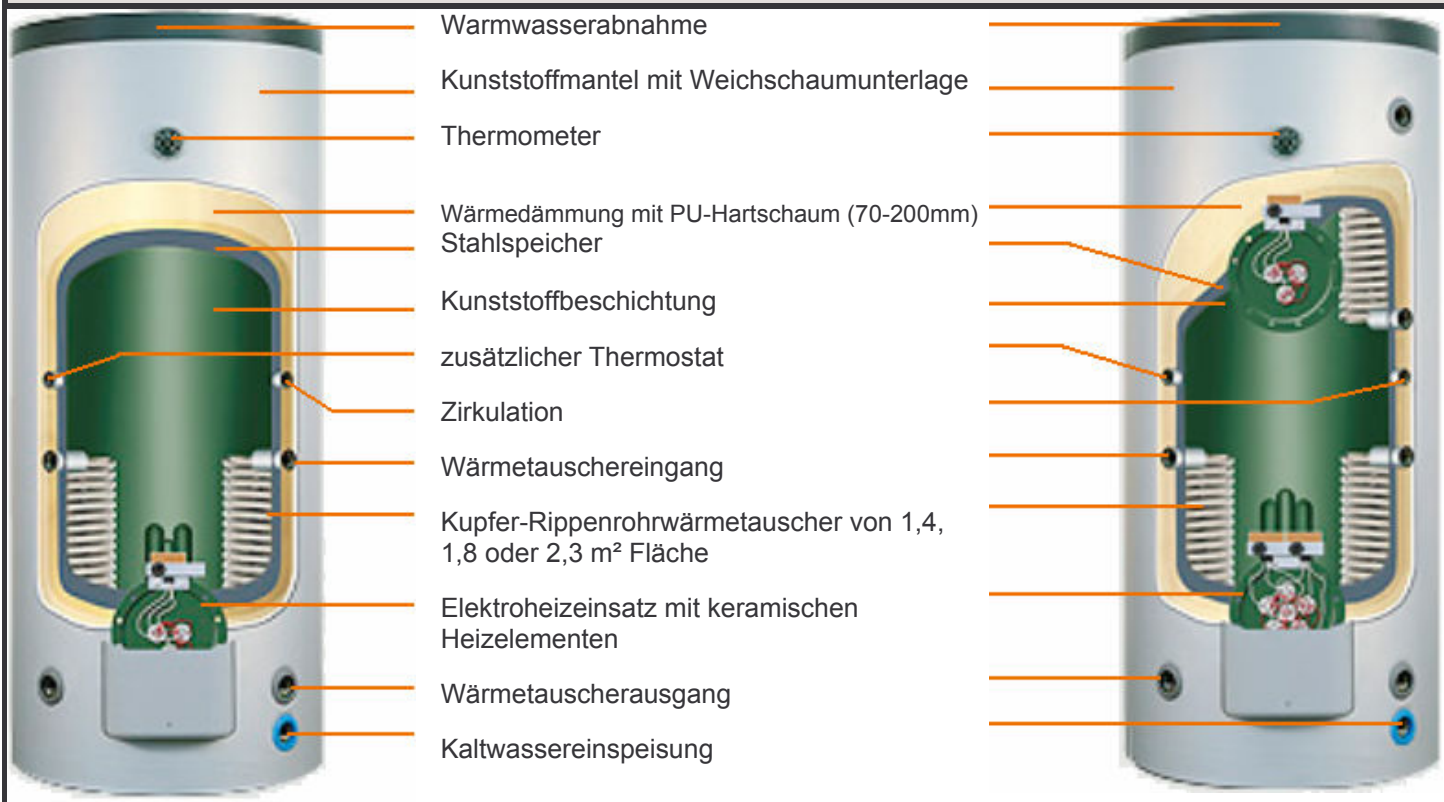 Warmwasserabnahme
Kunststoffmantel mit Weichschaumunterlage
Thermometer
Wärmedämmung mit PU-Hartschaum (70-200mm)
Stahlspeicher
Kunststoffbeschichtung
zusätzlicher Thermostat
Zirkulation
Wärmetauschereingang
Kupfer-Rippenrohrwärmetauscher von 1,4,
1,8 oder 2,3 m² Fläche
Elektroheizeinsatz mit keramischen
Heizelementen
Wärmetauscherausgang
Kaltwassereinspeisung